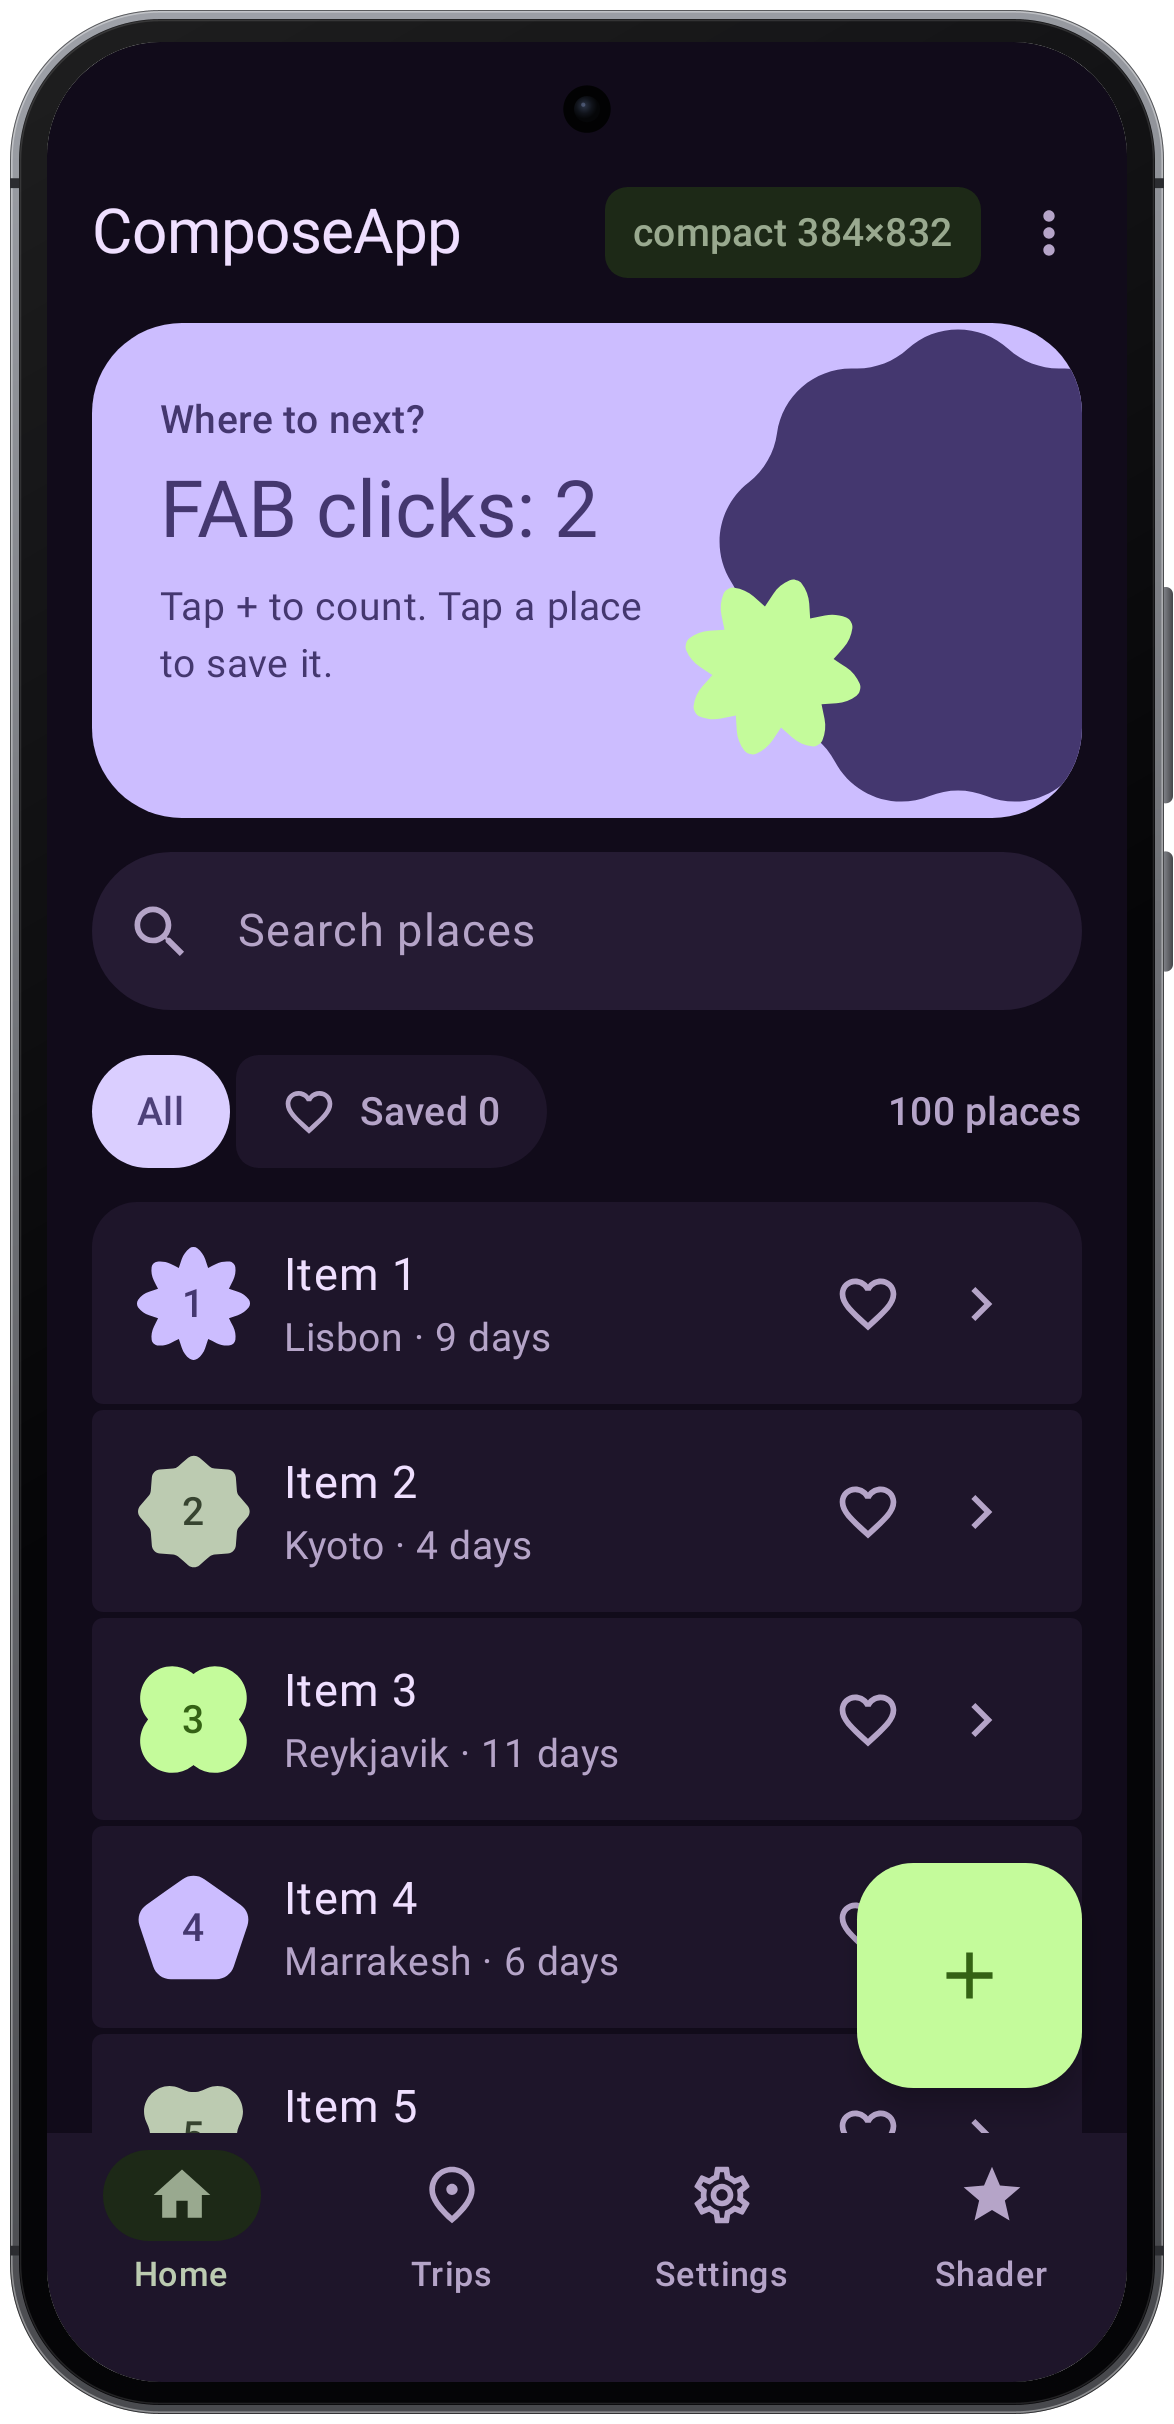 ComposeApp
compact 384×832
Where to next?
FAB clicks: 2
Tap + to count. Tap a place
to save it.
Search places
All
Saved 0
100 places
1
Item 1
Lisbon · 9 days
2
Item 2
Kyoto · 4 days
3
Item 3
Reykjavik · 11 days
4
Item 4
Marrakesh · 6 days
5
Item 5
Home
Trips
Settings
Shader